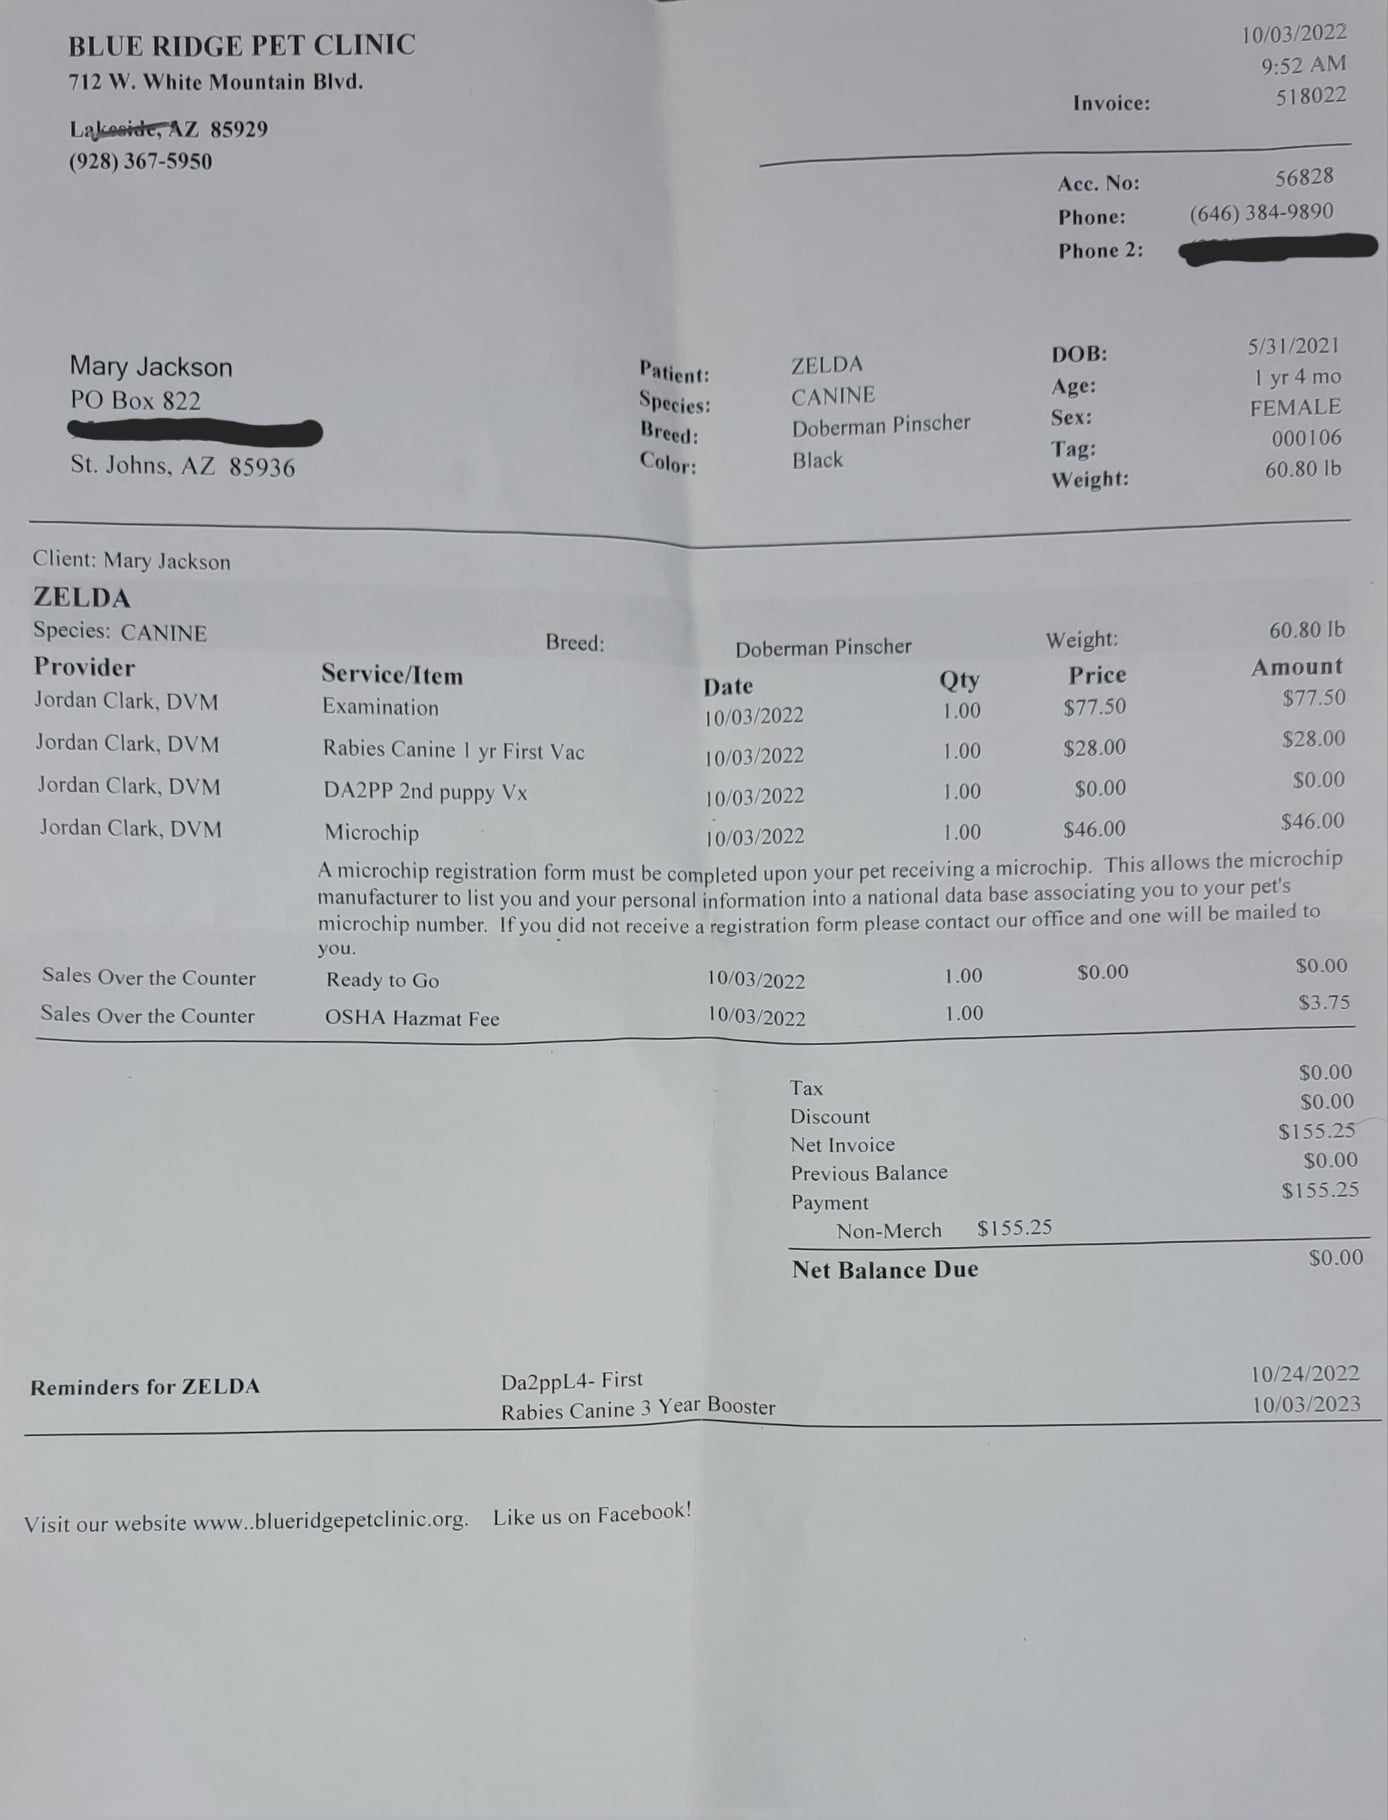 BLUE RIDGE PET CLINIC
712 W. White Mountain Blvd.
Lakeside, AZ 85929
(928) 367-5950
10/03/2022
9:52 AM
Invoice: 518022
Acc. No: 56828
Phone: (646) 384-9890
Phone 2:
Mary Jackson
PO Box 822
St. Johns, AZ 85936
Patient: ZELDA
Species: CANINE
Breed: Doberman Pinscher
Color: Black
DOB: 5/31/2021
Age: 1 yr 4 mo
Sex: FEMALE
Tag: 000106
Weight: 60.80 lb
Client: Mary Jackson
ZELDA
Species: CANINE Breed: Doberman Pinscher Weight: 60.80 lb
Provider Service/Item Date Qty Price Amount
Jordan Clark, DVM Examination 10/03/2022 1.00 $77.50 $77.50
Jordan Clark, DVM Rabies Canine 1 yr First Vac 10/03/2022 1.00 $28.00 $28.00
Jordan Clark, DVM DA2PP 2nd puppy Vx 10/03/2022 1.00 $0.00 $0.00
Jordan Clark, DVM Microchip 10/03/2022 1.00 $46.00 $46.00
A microchip registration form must be completed upon your pet receiving a microchip. This allows the microchip
manufacturer to list you and your personal information into a national data base associating you to your pet's
microchip number. If you did not receive a registration form please contact our office and one will be mailed to
you.
Sales Over the Counter Ready to Go 10/03/2022 1.00 $0.00 $0.00
Sales Over the Counter OSHA Hazmat Fee 10/03/2022 1.00 $3.75
Tax $0.00
Discount $0.00
Net Invoice $155.25
Previous Balance $0.00
Payment $155.25
Non-Merch $155.25
Net Balance Due $0.00
Reminders for ZELDA Da2ppL4- First 10/24/2022
Rabies Canine 3 Year Booster 10/03/2023
Visit our website www..blueridgepetclinic.org. Like us on Facebook!